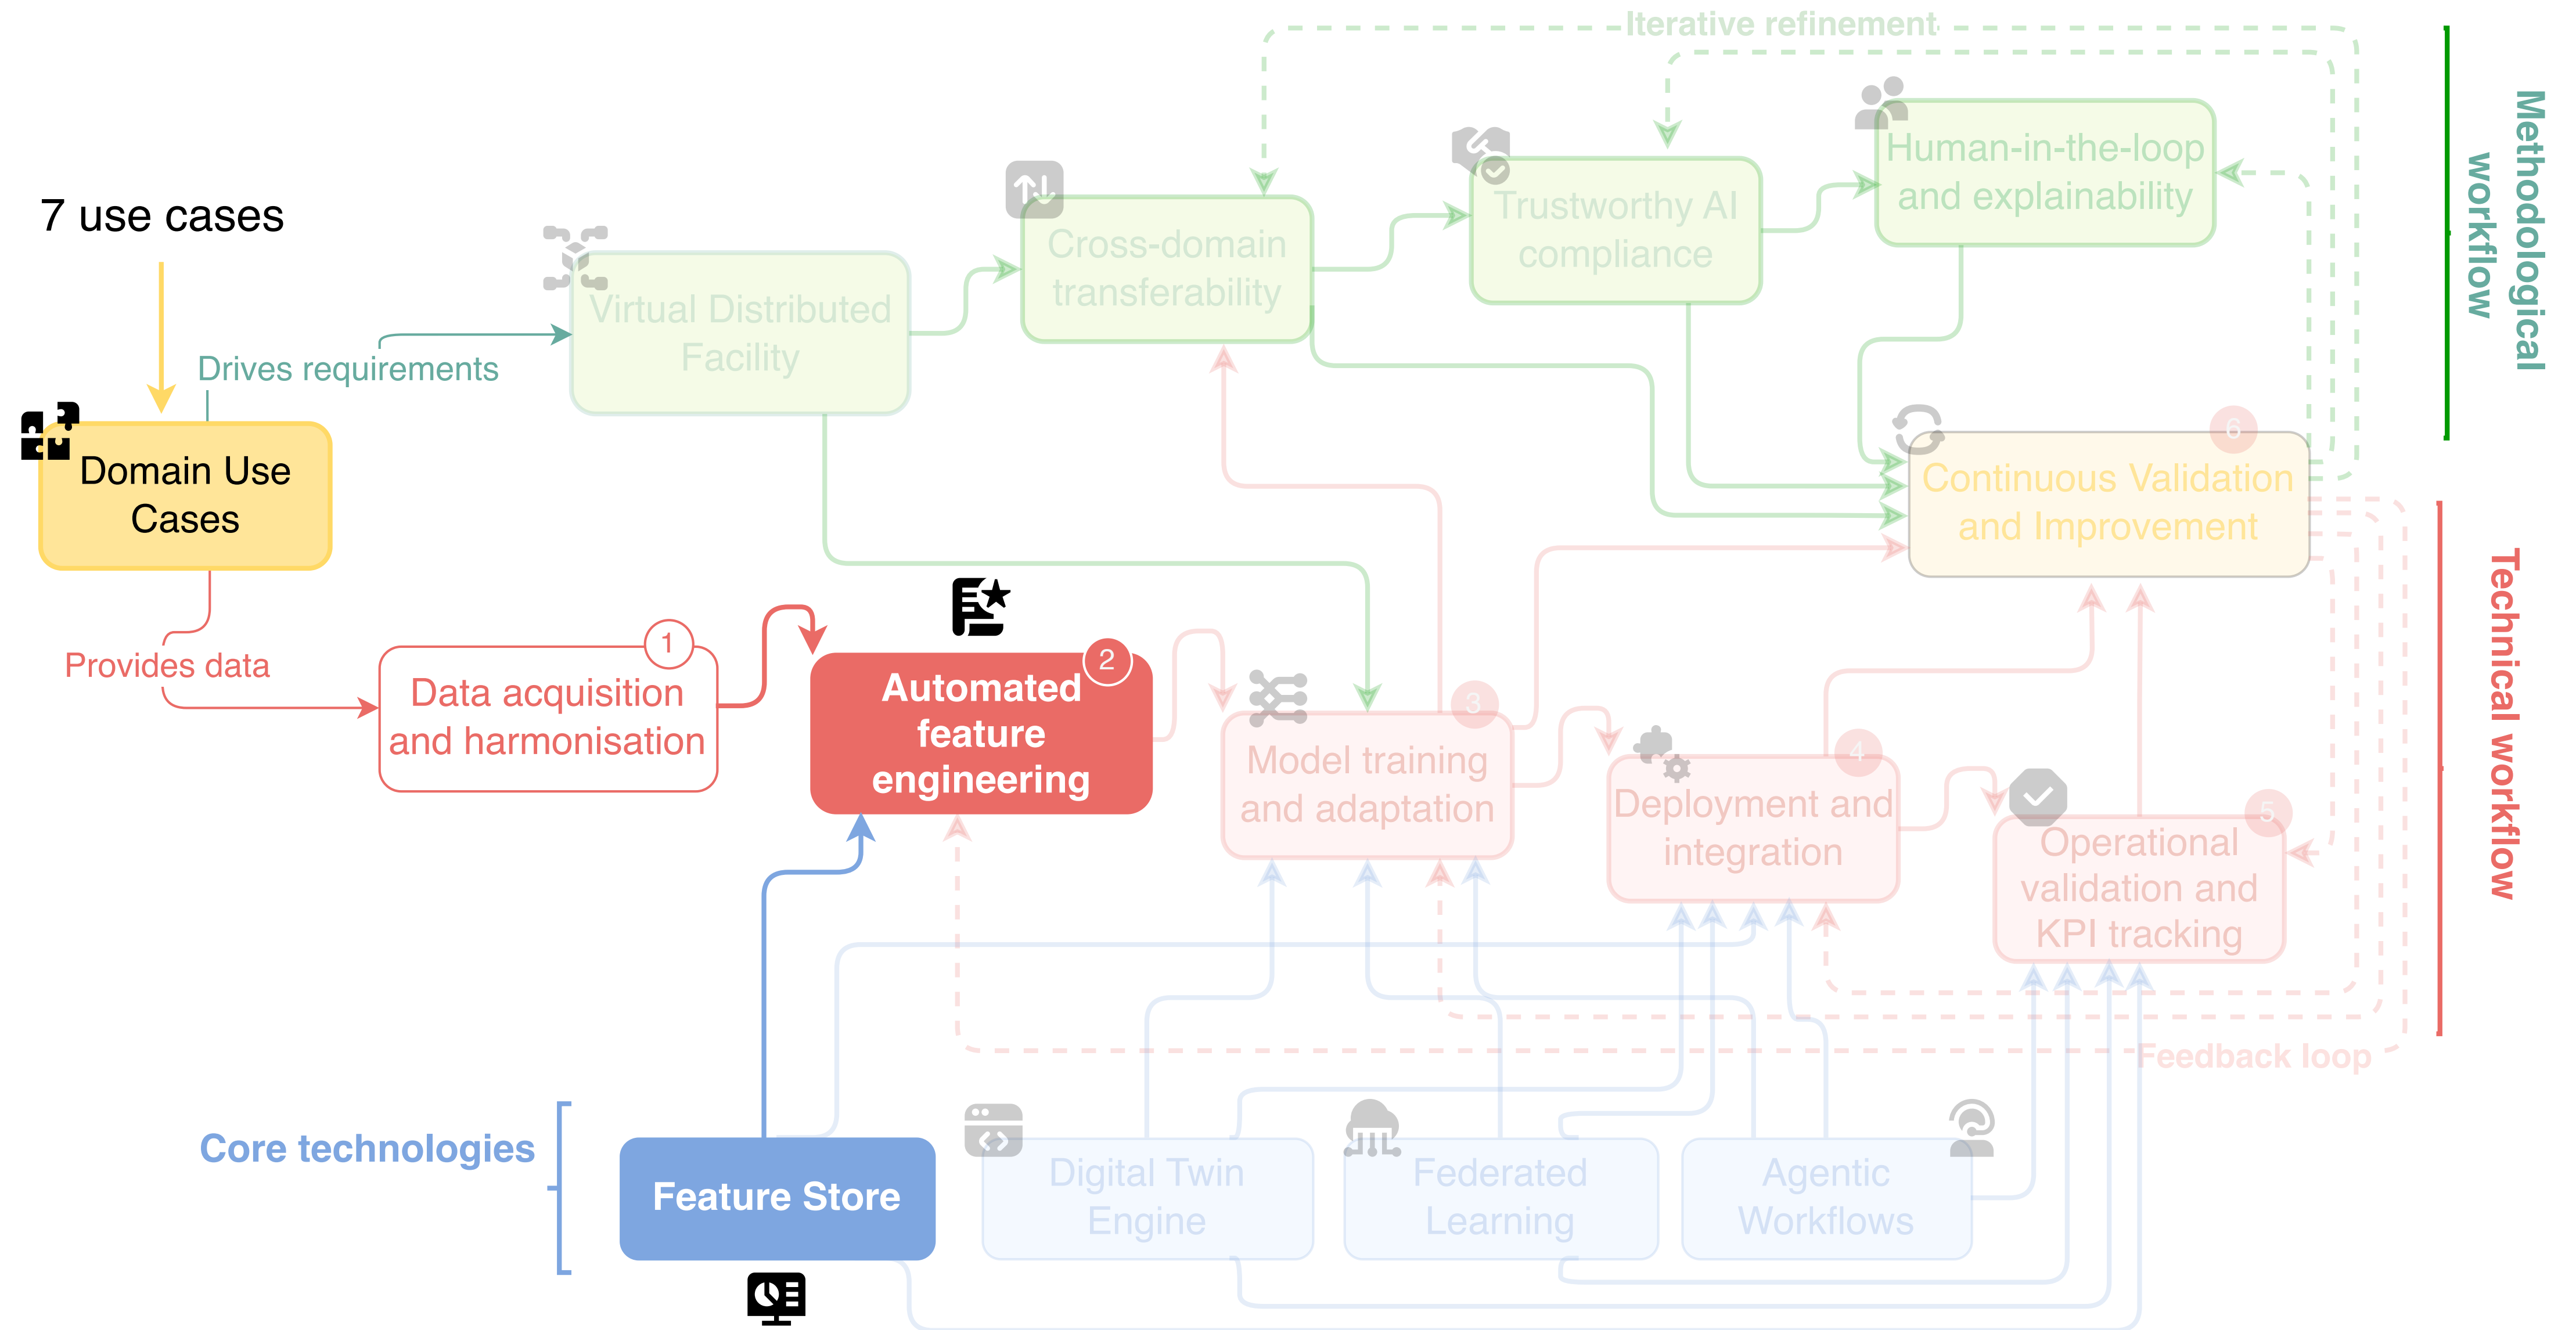 Iterative refinement
Methodological
workflow
Human-in-the-loop
and explainability
Trustworthy AI
compliance
7 use cases
Cross-domain
transferability
Virtual Distributed
Facility
Drives requirements
Domain Use
Cases
6
Continuous Validation
and Improvement
Technical workflow
Provides data
1
Data acquisition
and harmonisation
2
Automated
feature
engineering
3
Model training
and adaptation
4
Deployment and
integration
5
Operational
validation and
KPI tracking
Feedback loop
Core technologies
Feature Store
Digital Twin
Engine
Federated
Learning
Agentic
Workflows